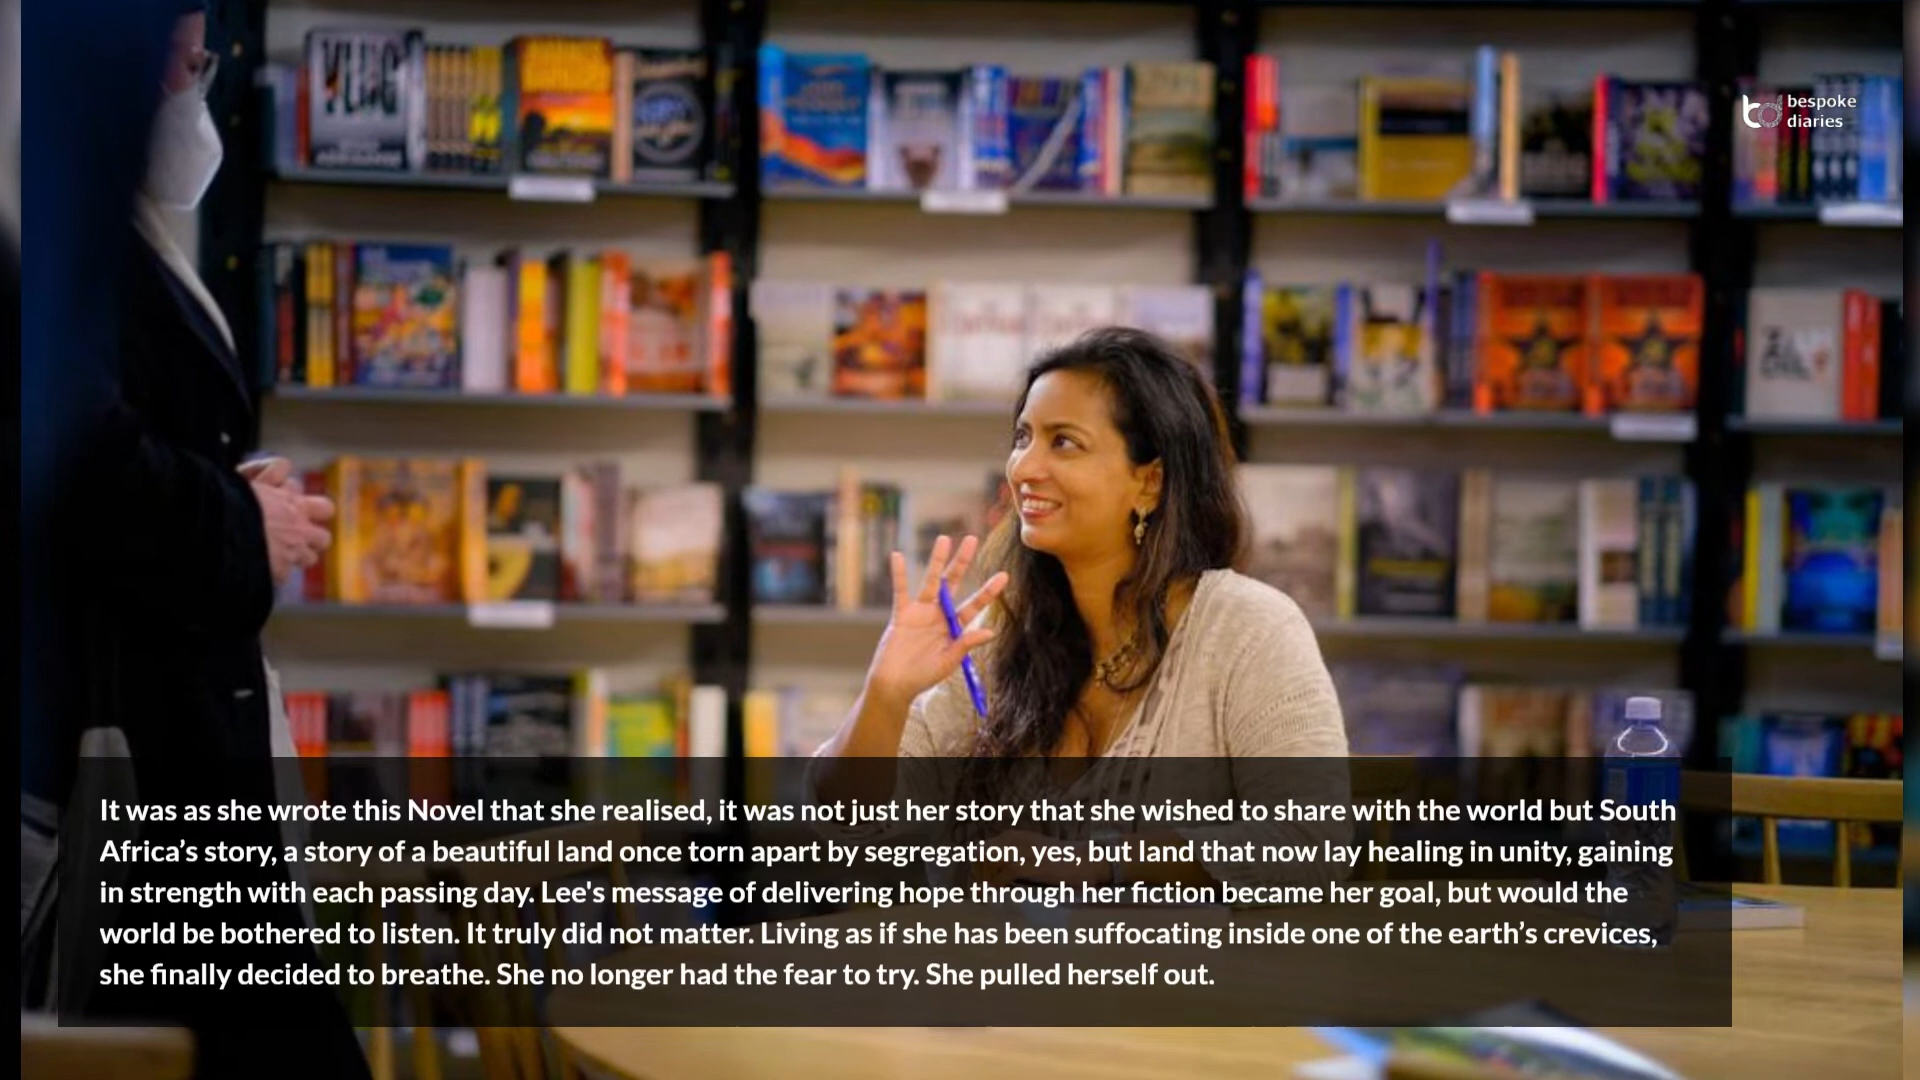 bespoke
diaries
It was as she wrote this Novel that she realised, it was not just her story that she wished to share with the world but South
Africa’s story, a story of a beautiful land once torn apart by segregation, yes, but land that now lay healing in unity, gaining
in strength with each passing day. Lee's message of delivering hope through her fiction became her goal, but would the
world be bothered to listen. It truly did not matter. Living as if she has been suffocating inside one of the earth’s crevices,
she finally decided to breathe. She no longer had the fear to try. She pulled herself out.